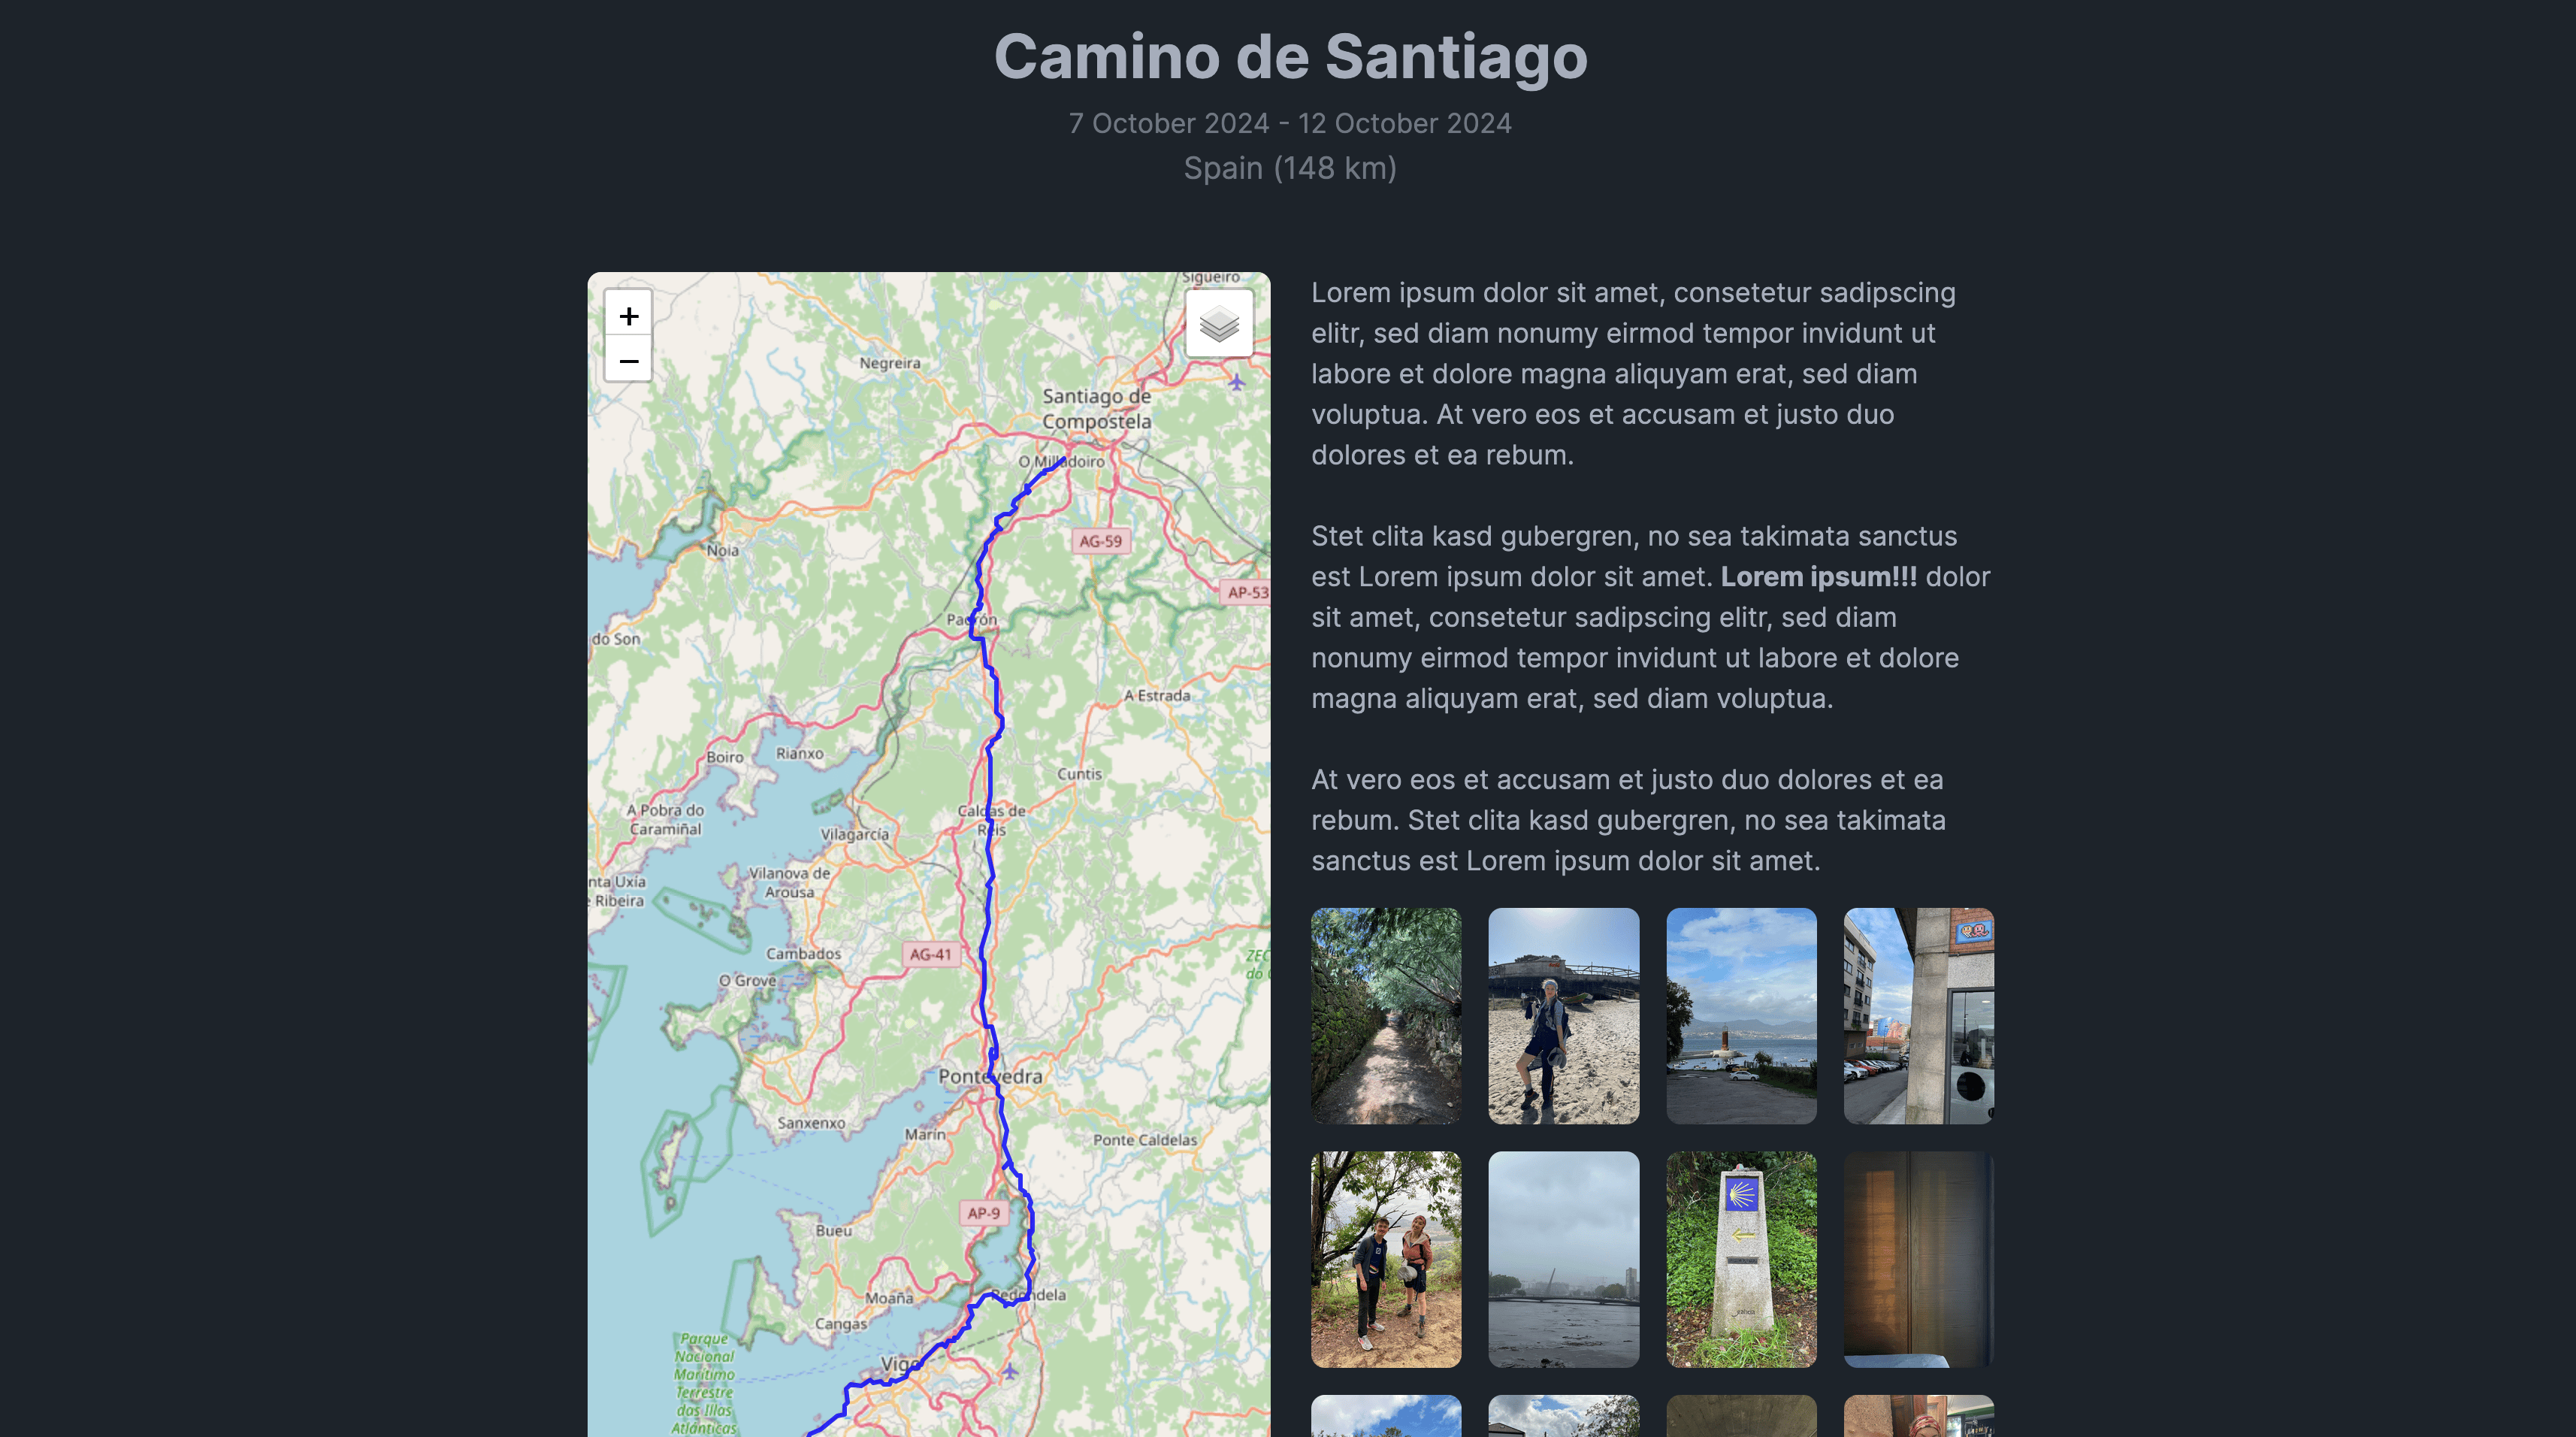 Camino de Santiago
7 October 2024 - 12 October 2024
Spain (148 km)
+
−
Sigueiro
Negreira
Santiago de
Compostela
O Milladoiro
AG-59
Noia
AP-53
Padrón
do Son
A Estrada
Rianxo
Boiro
Cuntis
A Pobra do
Caramiñal
Caldas de
Reis
Vilagarcía
Vilanova de
Arousa
nta Uxía
e Ribeira
Cambados
AG-41
ZEC
do
O Grove
Pontevedra
Sanxenxo
Marín
Ponte Caldelas
AP-9
Bueu
Redondela
Moaña
Cangas
Parque
Nacional
Marítimo
Terrestre
das Illas
Atlánticas
Vigo
Lorem ipsum dolor sit amet, consetetur sadipscing
elitr, sed diam nonumy eirmod tempor invidunt ut
labore et dolore magna aliquyam erat, sed diam
voluptua. At vero eos et accusam et justo duo
dolores et ea rebum.
Stet clita kasd gubergren, no sea takimata sanctus
est Lorem ipsum dolor sit amet. Lorem ipsum!!! dolor
sit amet, consetetur sadipscing elitr, sed diam
nonumy eirmod tempor invidunt ut labore et dolore
magna aliquyam erat, sed diam voluptua.
At vero eos et accusam et justo duo dolores et ea
rebum. Stet clita kasd gubergren, no sea takimata
sanctus est Lorem ipsum dolor sit amet.